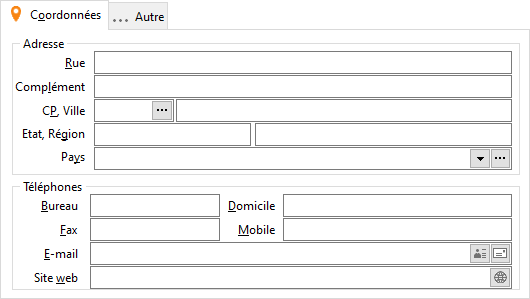 Coordonnées
... Autre
Adresse
Rue
Complément
CP, Ville ...
Etat, Région
Pays ...
Téléphones
Bureau Domicile
Fax Mobile
E-mail
Site web